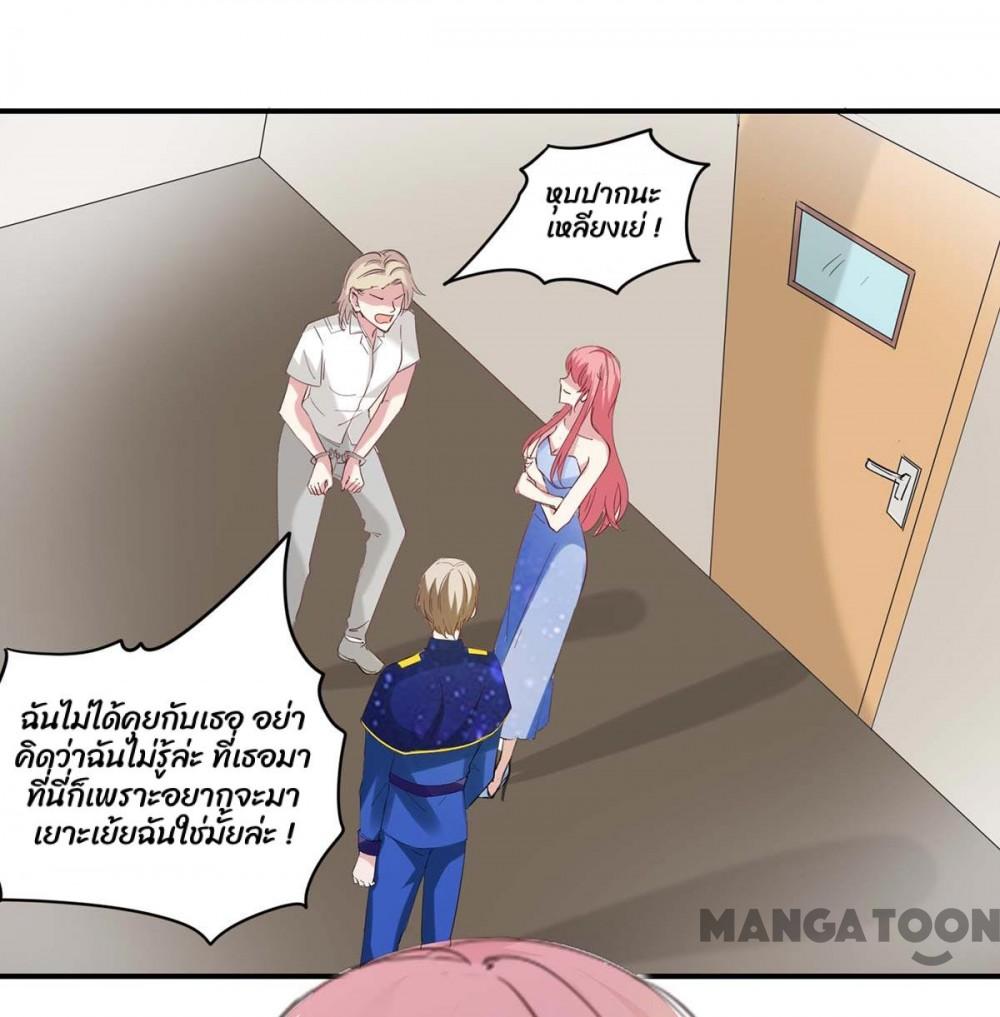 หุบปากนะ
เหลียงเย่ !
ฉันไม่ได้คุยกับเธอ อย่า
คิดว่าฉันไม่รู้ล่ะ ที่เธอมา
ที่นี่ก็เพราะอยากจะมา
เยาะเย้ยฉันใช่มั้ยล่ะ !
MANGATOON